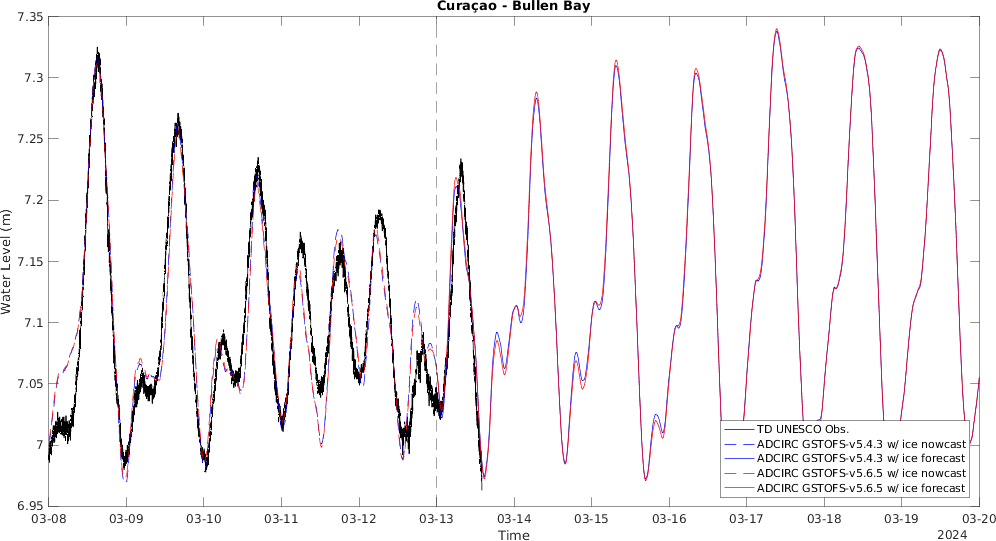 Curaçao - Bullen Bay
7.35
7.3
7.25
7.2
7.15
7.1
7.05
7
6.95
Water Level (m)
TD UNESCO Obs.
ADCIRC GSTOFS-v5.4.3 w/ ice nowcast
ADCIRC GSTOFS-v5.4.3 w/ ice forecast
ADCIRC GSTOFS-v5.6.5 w/ ice nowcast
ADCIRC GSTOFS-v5.6.5 w/ ice forecast
03-08 03-09 03-10 03-11 03-12 03-13 03-14 03-15 03-16 03-17 03-18 03-19 03-20
Time
2024